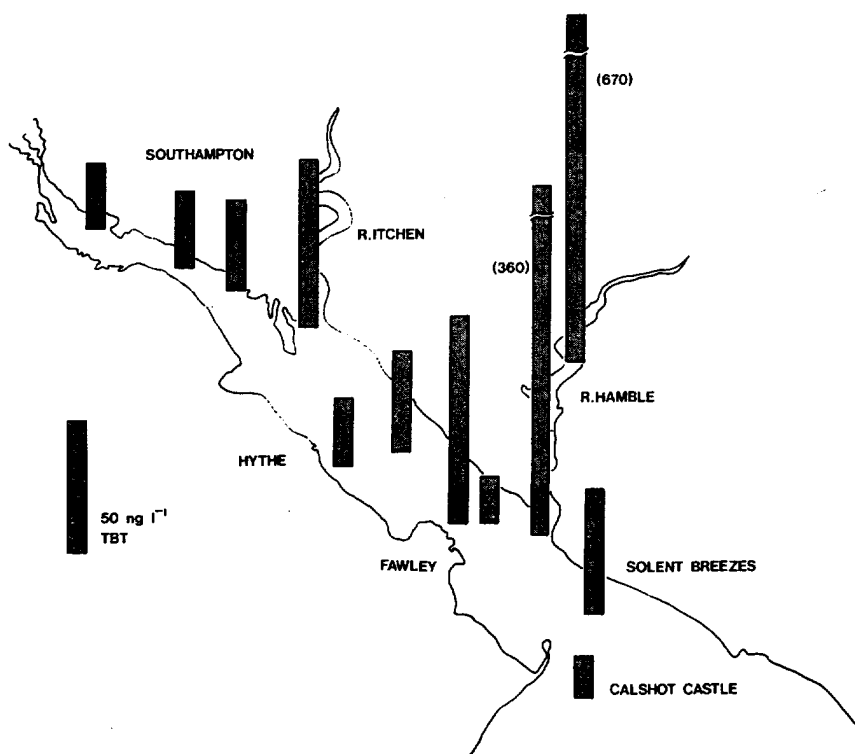 (670)
SOUTHAMPTON
R.ITCHEN
(360)
R.HAMBLE
HYTHE
50 ng l⁻¹
TBT
FAWLEY
SOLENT BREEZES
CALSHOT CASTLE